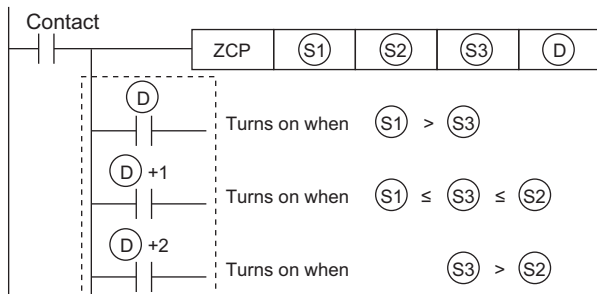 Contact
ZCP S1 S2 S3 D
D
Turns on when S1 > S3
D +1
Turns on when S1 ≤ S3 ≤ S2
D +2
Turns on when S3 > S2